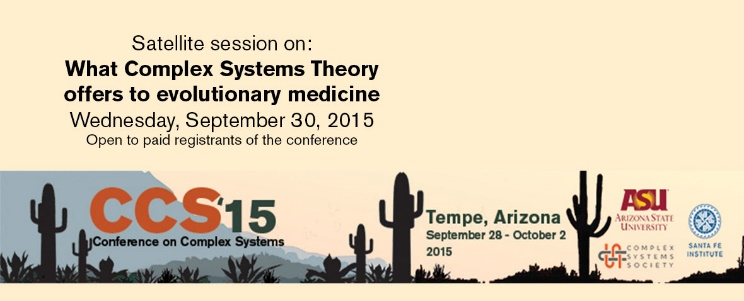 Satellite session on:
What Complex Systems Theory
offers to evolutionary medicine
Wednesday, September 30, 2015
Open to paid registrants of the conference
CCS'15
Conference on Complex Systems
Tempe, Arizona
September 28 - October 2
2015
ASU
ARIZONA STATE
UNIVERSITY
COMPLEX
SYSTEMS
SOCIETY
SANTA FE
INSTITUTE